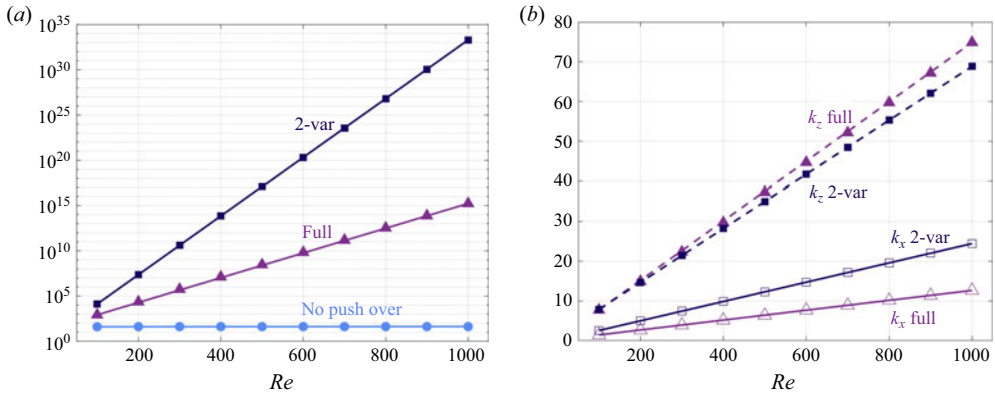 (a)
10^35
10^30
10^25
10^20
10^15
10^10
10^5
10^0
2-var
Full
No push over
200 400 600 800 1000
Re
(b)
80
70
60
50
40
30
20
10
0
k_z full
k_z 2-var
k_x 2-var
k_x full
200 400 600 800 1000
Re